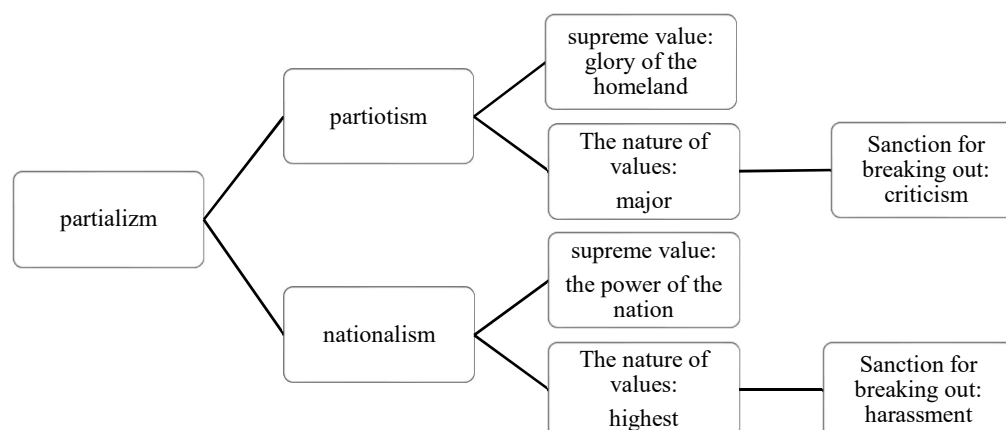 partializm
partiotism
supreme value:
glory of the
homeland
The nature of
values:
major
Sanction for
breaking out:
criticism
nationalism
supreme value:
the power of the
nation
The nature of
values:
highest
Sanction for
breaking out:
harassment